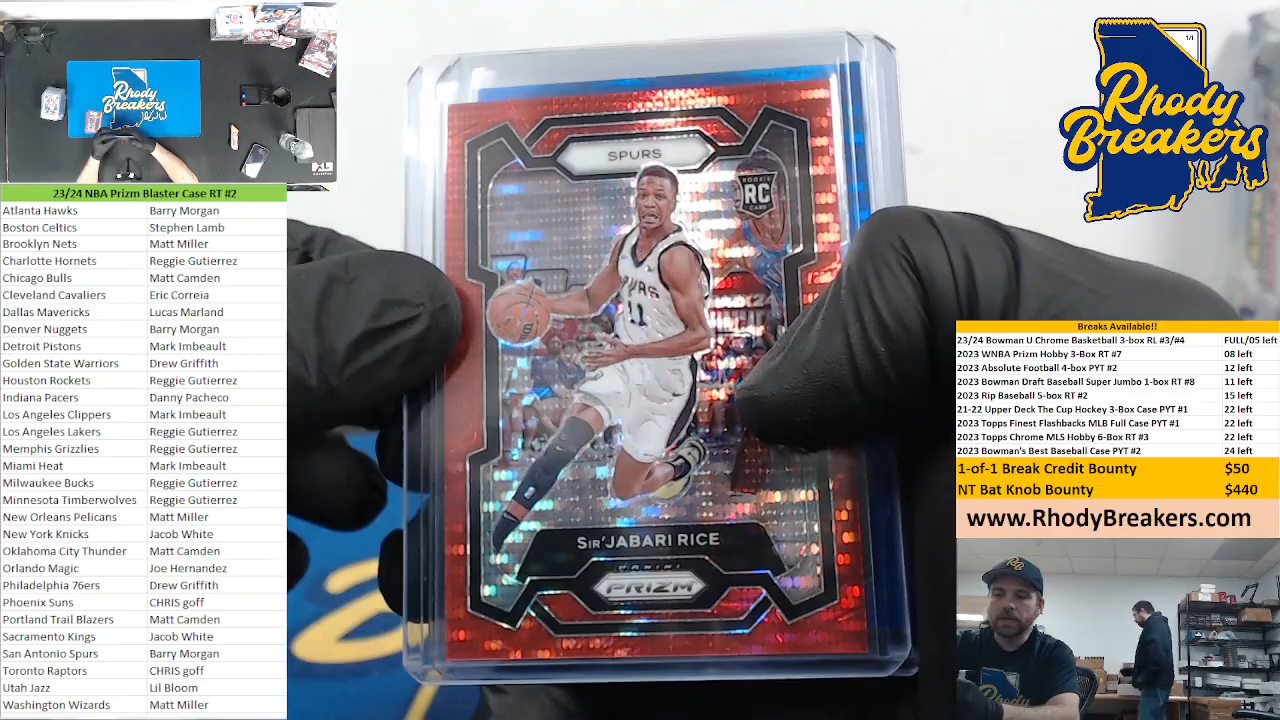 Rhody
Breakers
XL
23/24 NBA Prizm Blaster Case RT #2
Atlanta Hawks Barry Morgan
Boston Celtics Stephen Lamb
Brooklyn Nets Matt Miller
Charlotte Hornets Reggie Gutierrez
Chicago Bulls Matt Camden
Cleveland Cavaliers Eric Correia
Dallas Mavericks Lucas Marland
Denver Nuggets Barry Morgan
Detroit Pistons Mark Imbeault
Golden State Warriors Drew Griffith
Houston Rockets Reggie Gutierrez
Indiana Pacers Danny Pacheco
Los Angeles Clippers Mark Imbeault
Los Angeles Lakers Reggie Gutierrez
Memphis Grizzlies Reggie Gutierrez
Miami Heat Mark Imbeault
Milwaukee Bucks Reggie Gutierrez
Minnesota Timberwolves Reggie Gutierrez
New Orleans Pelicans Matt Miller
New York Knicks Jacob White
Oklahoma City Thunder Matt Camden
Orlando Magic Joe Hernandez
Philadelphia 76ers Drew Griffith
Phoenix Suns CHRIS goff
Portland Trail Blazers Matt Camden
Sacramento Kings Jacob White
San Antonio Spurs Barry Morgan
Toronto Raptors CHRIS goff
Utah Jazz Lil Bloom
Washington Wizards Matt Miller
SPURS
ROOKIE
RC
CARD
SPURS
11
SIR'JABARI RICE
PANINI
PRIZM
1/1
Rhody
Breakers
Breaks Available!!
23/24 Bowman U Chrome Basketball 3-box RL #3/#4 FULL/05 left
2023 WNBA Prizm Hobby 3-Box RT #7 08 left
2023 Absolute Football 4-box PYT #2 12 left
2023 Bowman Draft Baseball Super Jumbo 1-box RT #8 11 left
2023 Rip Baseball 5-box RT #2 15 left
21-22 Upper Deck The Cup Hockey 3-Box Case PYT #1 22 left
2023 Topps Finest Flashbacks MLB Full Case PYT #1 22 left
2023 Topps Chrome MLS Hobby 6-Box RT #3 22 left
2023 Bowman's Best Baseball Case PYT #2 24 left
1-of-1 Break Credit Bounty $50
NT Bat Knob Bounty $440
www.RhodyBreakers.com
Rhody